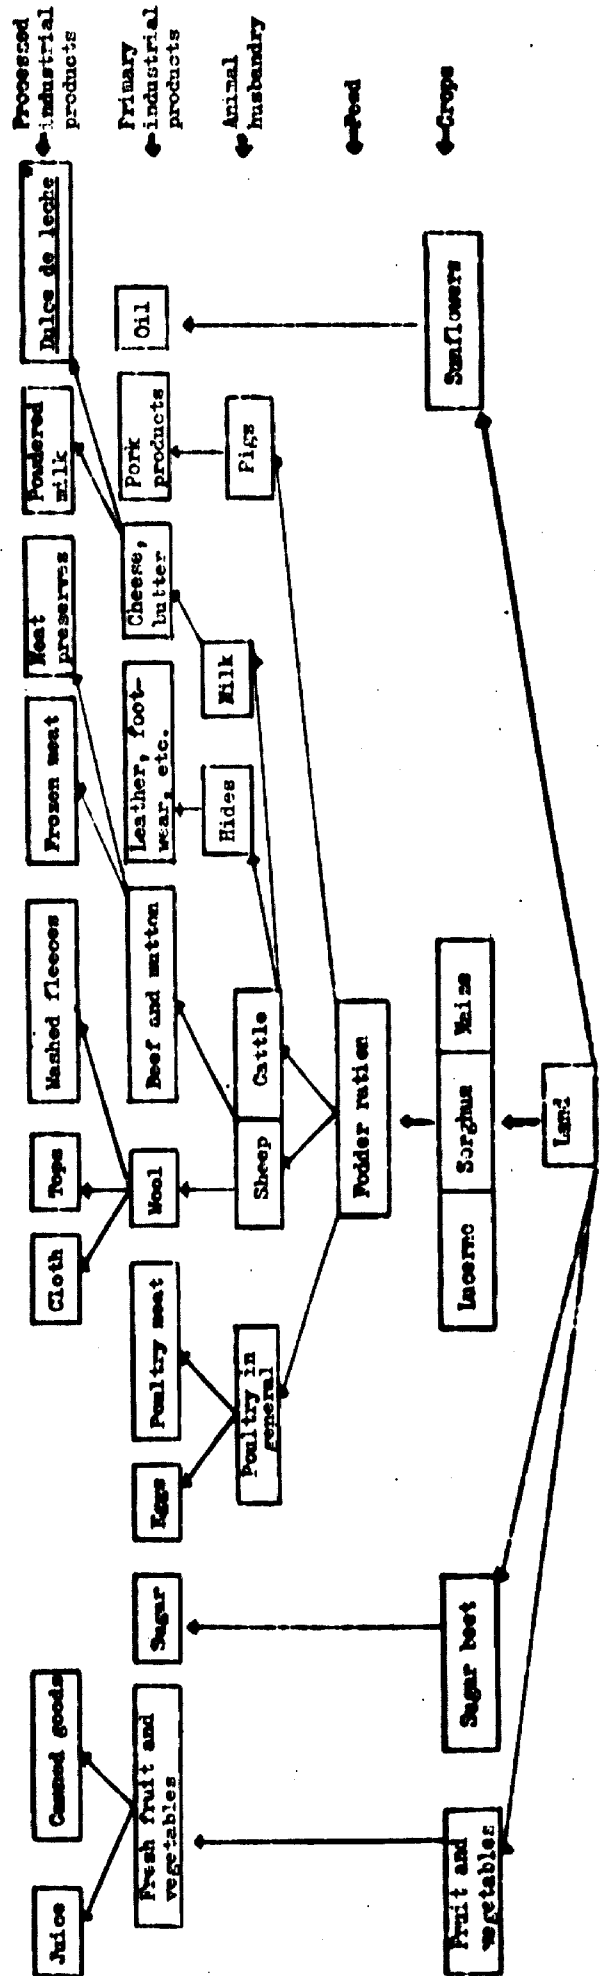 Processed
industrial
products
Primary
industrial
products
Animal
husbandry
Feed
Crops
Juice
Canned goods
Cloth
Tops
Washed fleeces
Frozen meat
Meat
preserves
Powdered
milk
Dulce de leche
Fresh fruit and
vegetables
Sugar
Eggs
Poultry meat
Wool
Beef and mutton
Leather, foot-
wear, etc.
Cheese,
butter
Pork
products
Oil
Hides
Milk
Poultry in
general
Sheep
Cattle
Pigs
Fodder ration
Fruit and
vegetables
Sugar beet
Lucerne
Sorghum
Maize
Sunflowers
Land